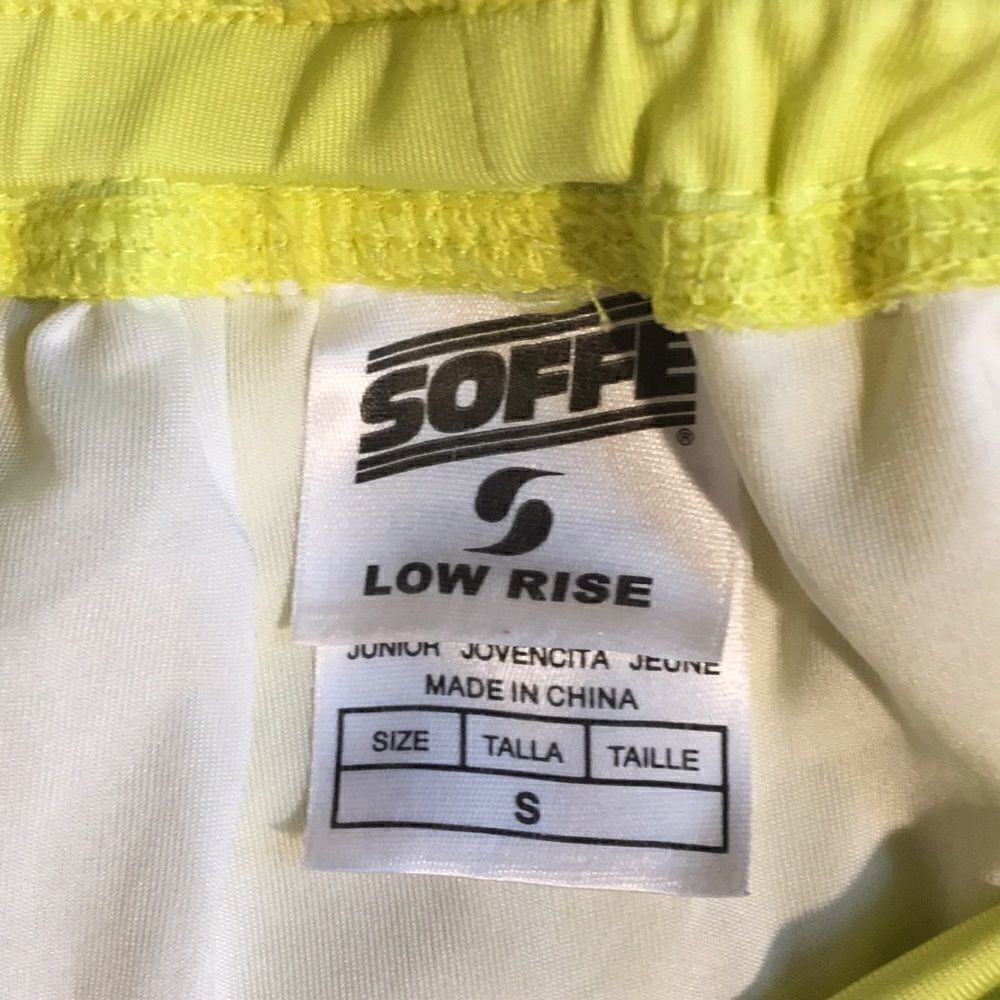 SOFFE
®
LOW RISE
JUNIOR JOVENCITA JEUNE
MADE IN CHINA
SIZE TALLA TAILLE
S